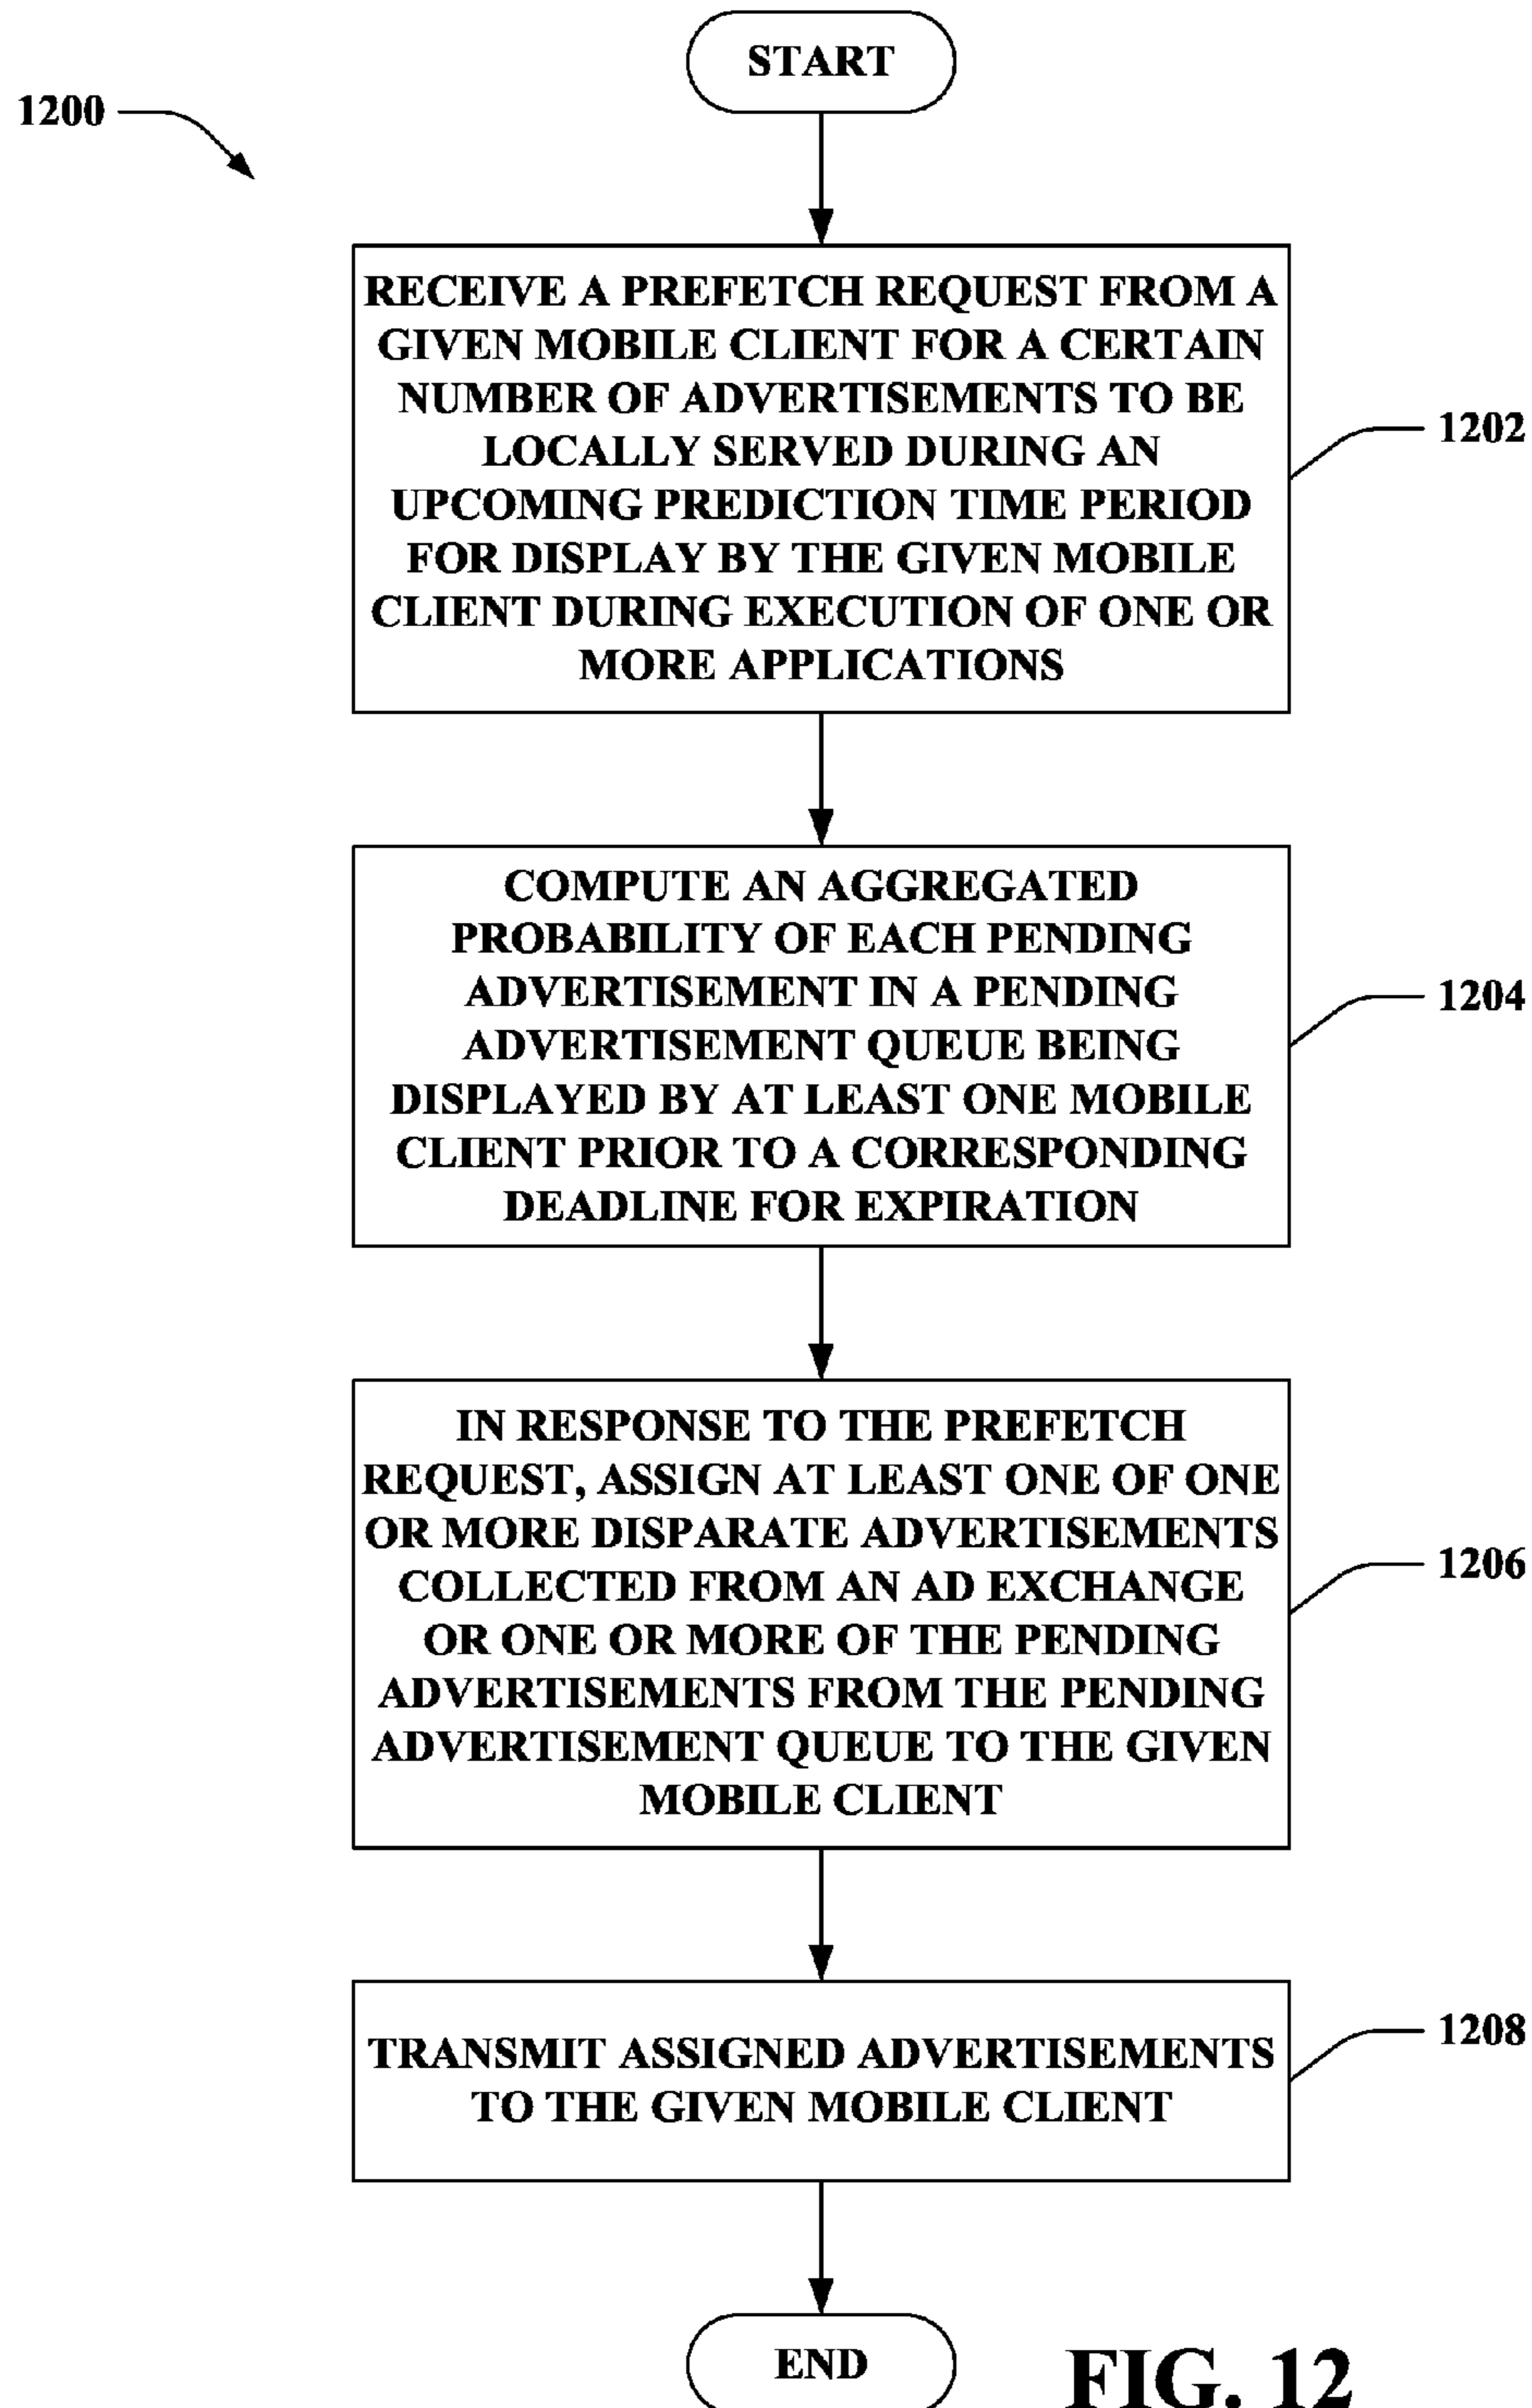 START
1200
RECEIVE A PREFETCH REQUEST FROM A
GIVEN MOBILE CLIENT FOR A CERTAIN
NUMBER OF ADVERTISEMENTS TO BE
LOCALLY SERVED DURING AN
UPCOMING PREDICTION TIME PERIOD
FOR DISPLAY BY THE GIVEN MOBILE
CLIENT DURING EXECUTION OF ONE OR
MORE APPLICATIONS
1202
COMPUTE AN AGGREGATED
PROBABILITY OF EACH PENDING
ADVERTISEMENT IN A PENDING
ADVERTISEMENT QUEUE BEING
DISPLAYED BY AT LEAST ONE MOBILE
CLIENT PRIOR TO A CORRESPONDING
DEADLINE FOR EXPIRATION
1204
IN RESPONSE TO THE PREFETCH
REQUEST, ASSIGN AT LEAST ONE OF ONE
OR MORE DISPARATE ADVERTISEMENTS
COLLECTED FROM AN AD EXCHANGE
OR ONE OR MORE OF THE PENDING
ADVERTISEMENTS FROM THE PENDING
ADVERTISEMENT QUEUE TO THE GIVEN
MOBILE CLIENT
1206
TRANSMIT ASSIGNED ADVERTISEMENTS
TO THE GIVEN MOBILE CLIENT
1208
END
FIG. 12